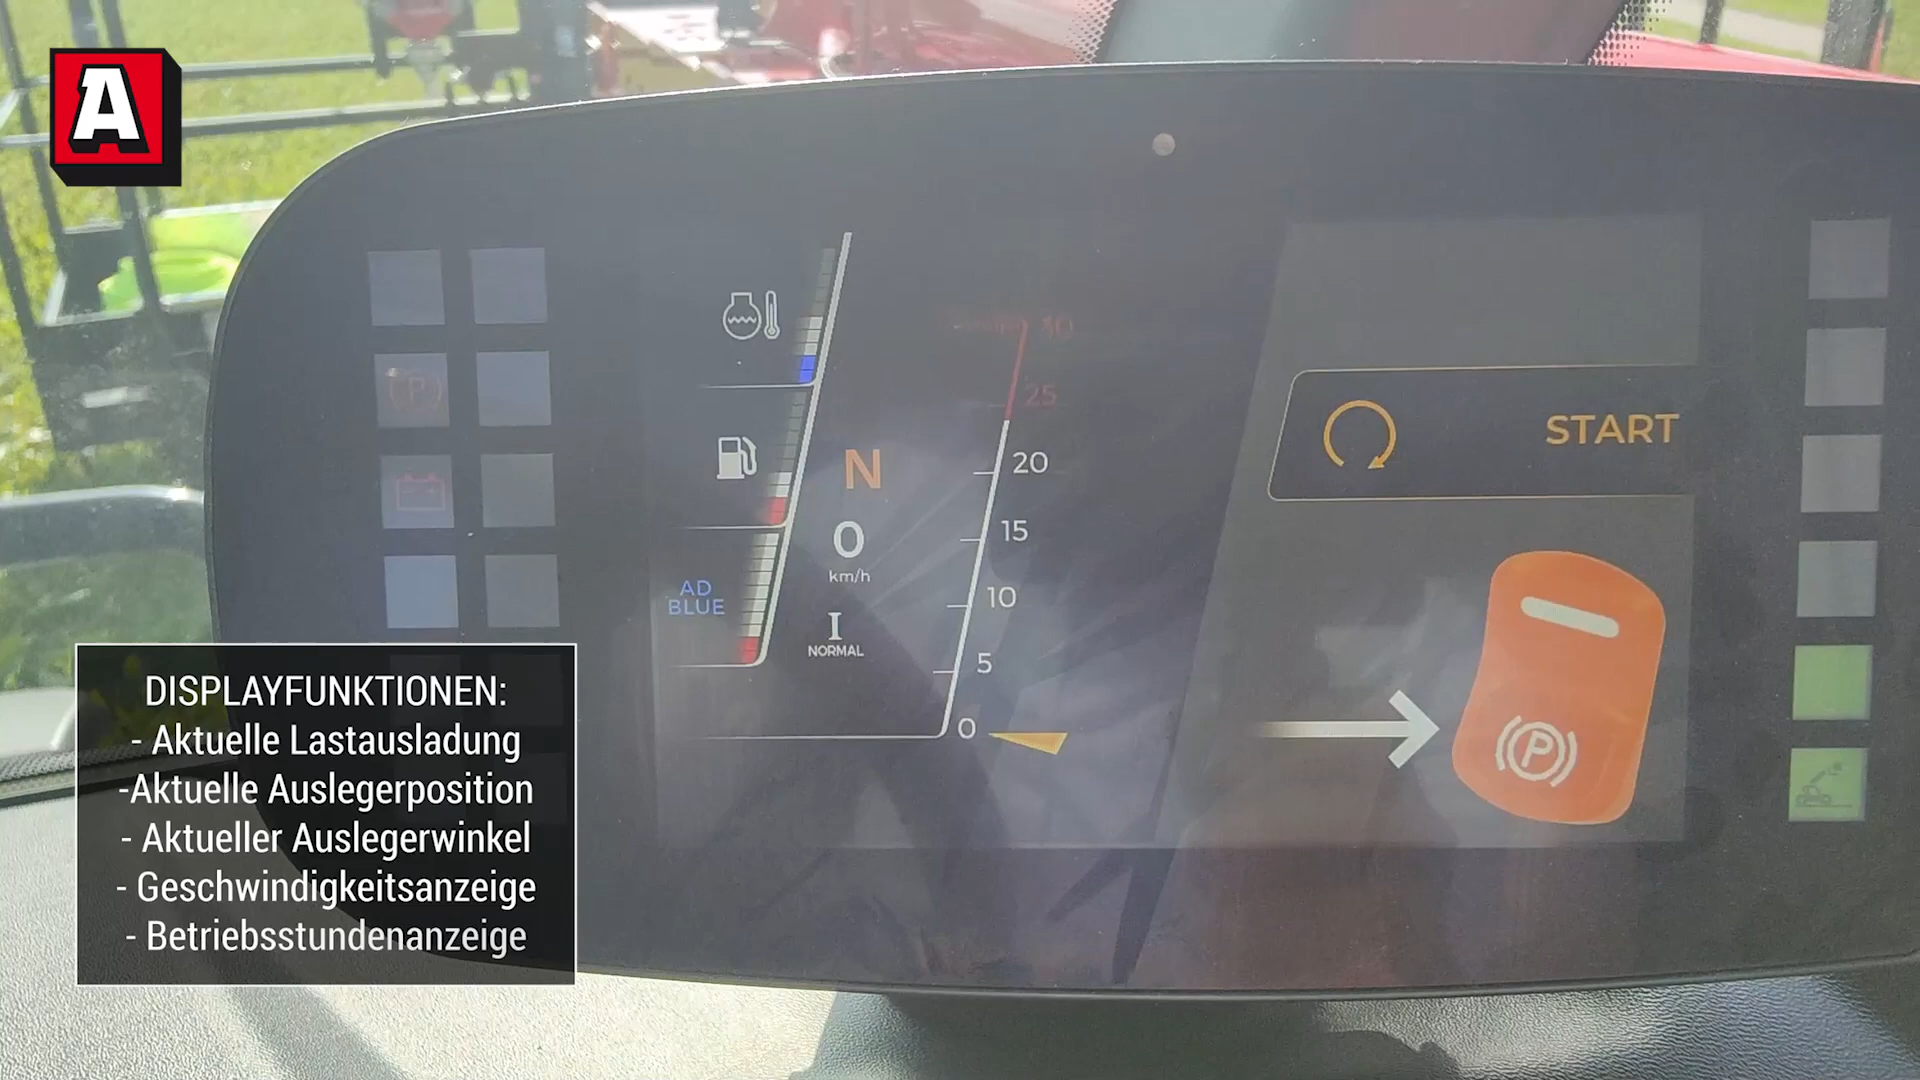 A
30
25
20
15
10
5
0
N
0
km/h
I
NORMAL
AD
BLUE
START
P
P
DISPLAYFUNKTIONEN:
- Aktuelle Lastausladung
-Aktuelle Auslegerposition
- Aktueller Auslegerwinkel
- Geschwindigkeitsanzeige
- Betriebsstundenanzeige